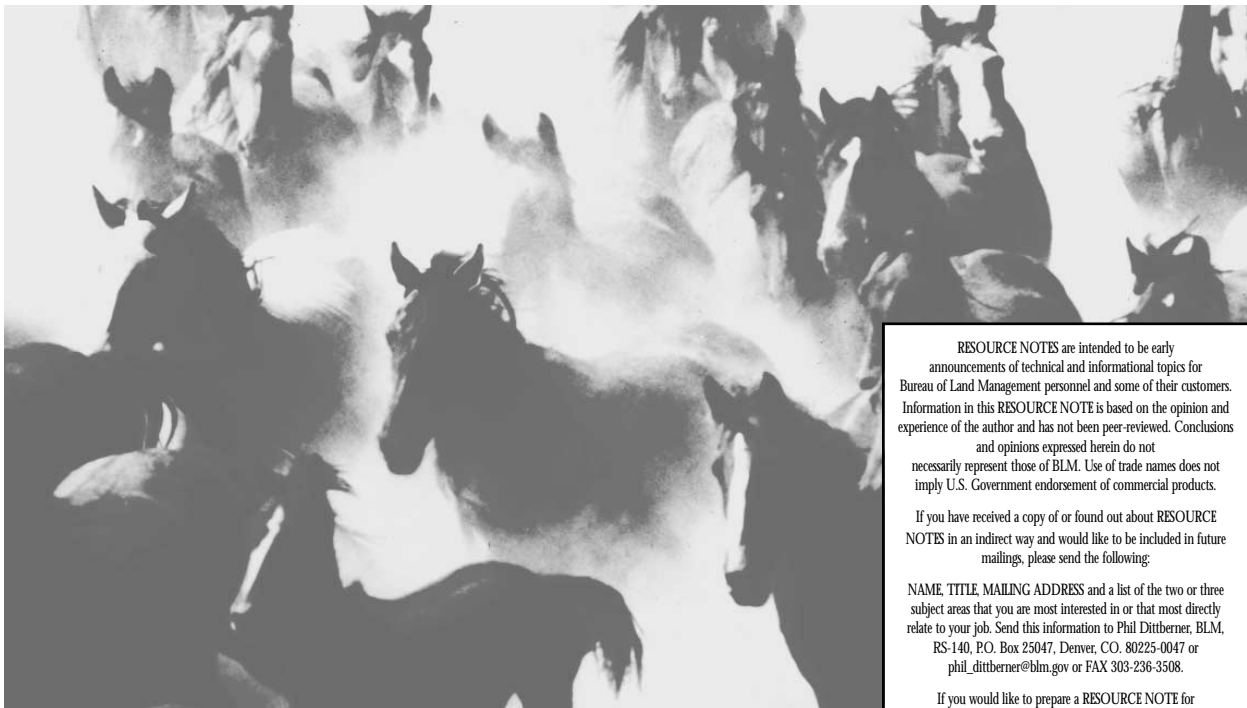 RESOURCE NOTES are intended to be early
announcements of technical and informational topics for
Bureau of Land Management personnel and some of their customers.
Information in this RESOURCE NOTE is based on the opinion and
experience of the author and has not been peer-reviewed. Conclusions
and opinions expressed herein do not
necessarily represent those of BLM. Use of trade names does not
imply U.S. Government endorsement of commercial products.
If you have received a copy of or found out about RESOURCE
NOTES in an indirect way and would like to be included in future
mailings, please send the following:
NAME, TITLE, MAILING ADDRESS and a list of the two or three
subject areas that you are most interested in or that most directly
relate to your job. Send this information to Phil Dittberner, BLM,
RS-140, P.O. Box 25047, Denver, CO. 80225-0047 or
phil_dittberner@blm.gov or FAX 303-236-3508.
If you would like to prepare a RESOURCE NOTE for